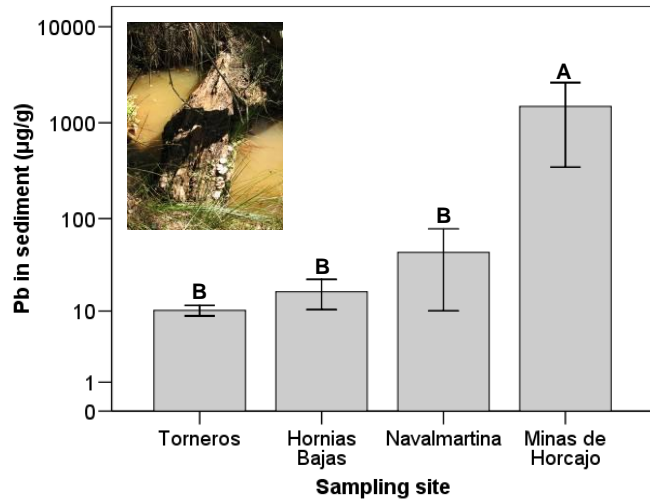 Pb in sediment (µg/g)
10000
1000
100
10
1
0
B
B
B
A
Torneros
Hornias
Bajas
Navalmartina
Minas de
Horcajo
Sampling site